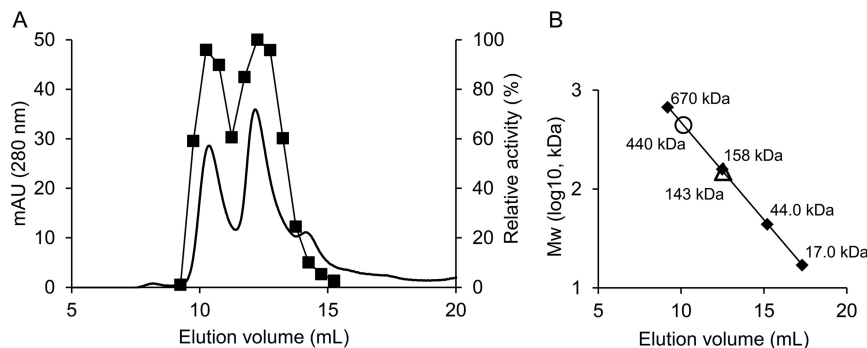 A
B
50
40
30
20
10
0
mAU (280 nm)
100
80
60
40
20
0
Relative activity (%)
5
10
15
20
Elution volume (mL)
3
2
1
Mw (log10, kDa)
670 kDa
440 kDa
158 kDa
143 kDa
44.0 kDa
17.0 kDa
5
10
15
20
Elution volume (mL)